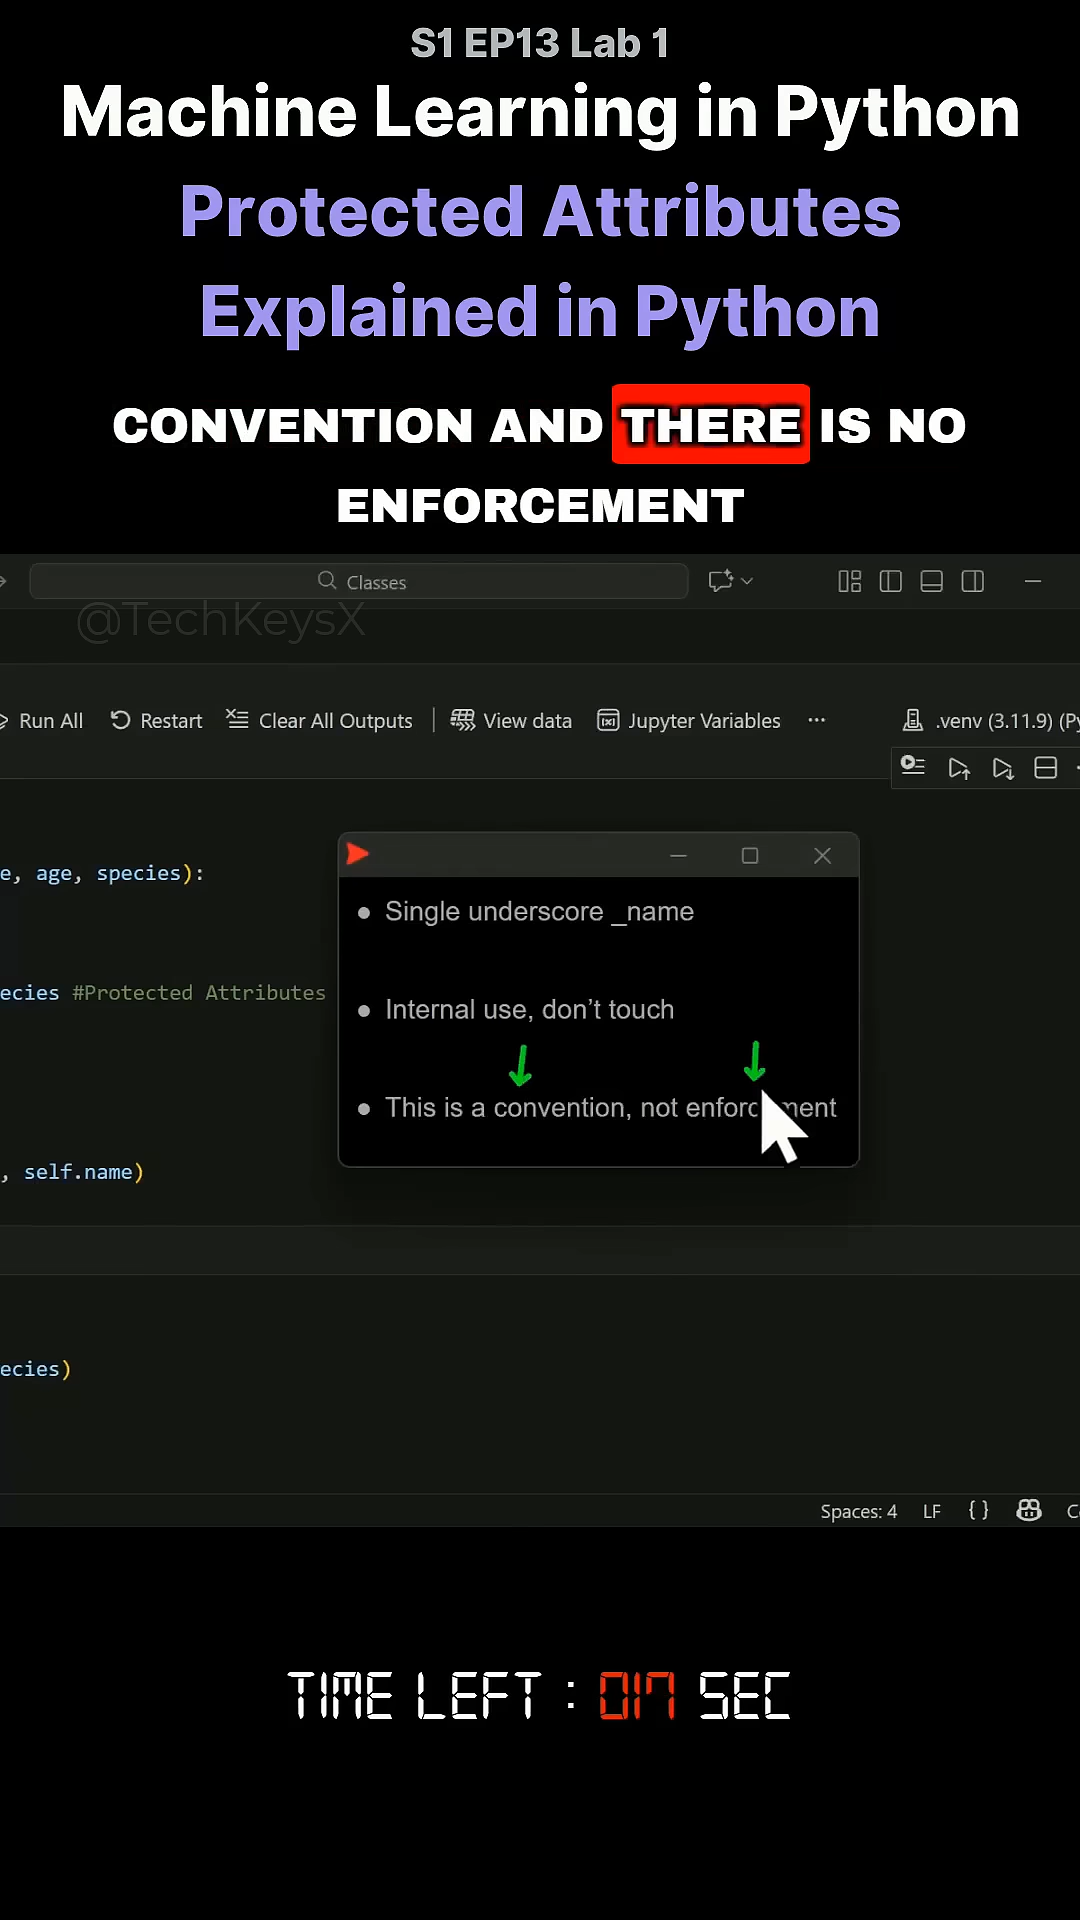 S1 EP13 Lab 1
Machine Learning in Python
Protected Attributes
Explained in Python
CONVENTION AND THERE IS NO
ENFORCEMENT
Classes
@TechKeysX
Run All Restart Clear All Outputs View data Jupyter Variables ... .venv (3.11.9) (Py
e, age, species):
Single underscore _name
ecies #Protected Attributes
Internal use, don’t touch
This is a convention, not enforcement
, self.name)
ecies)
Spaces: 4 LF { }
TIME LEFT : 017 SEC